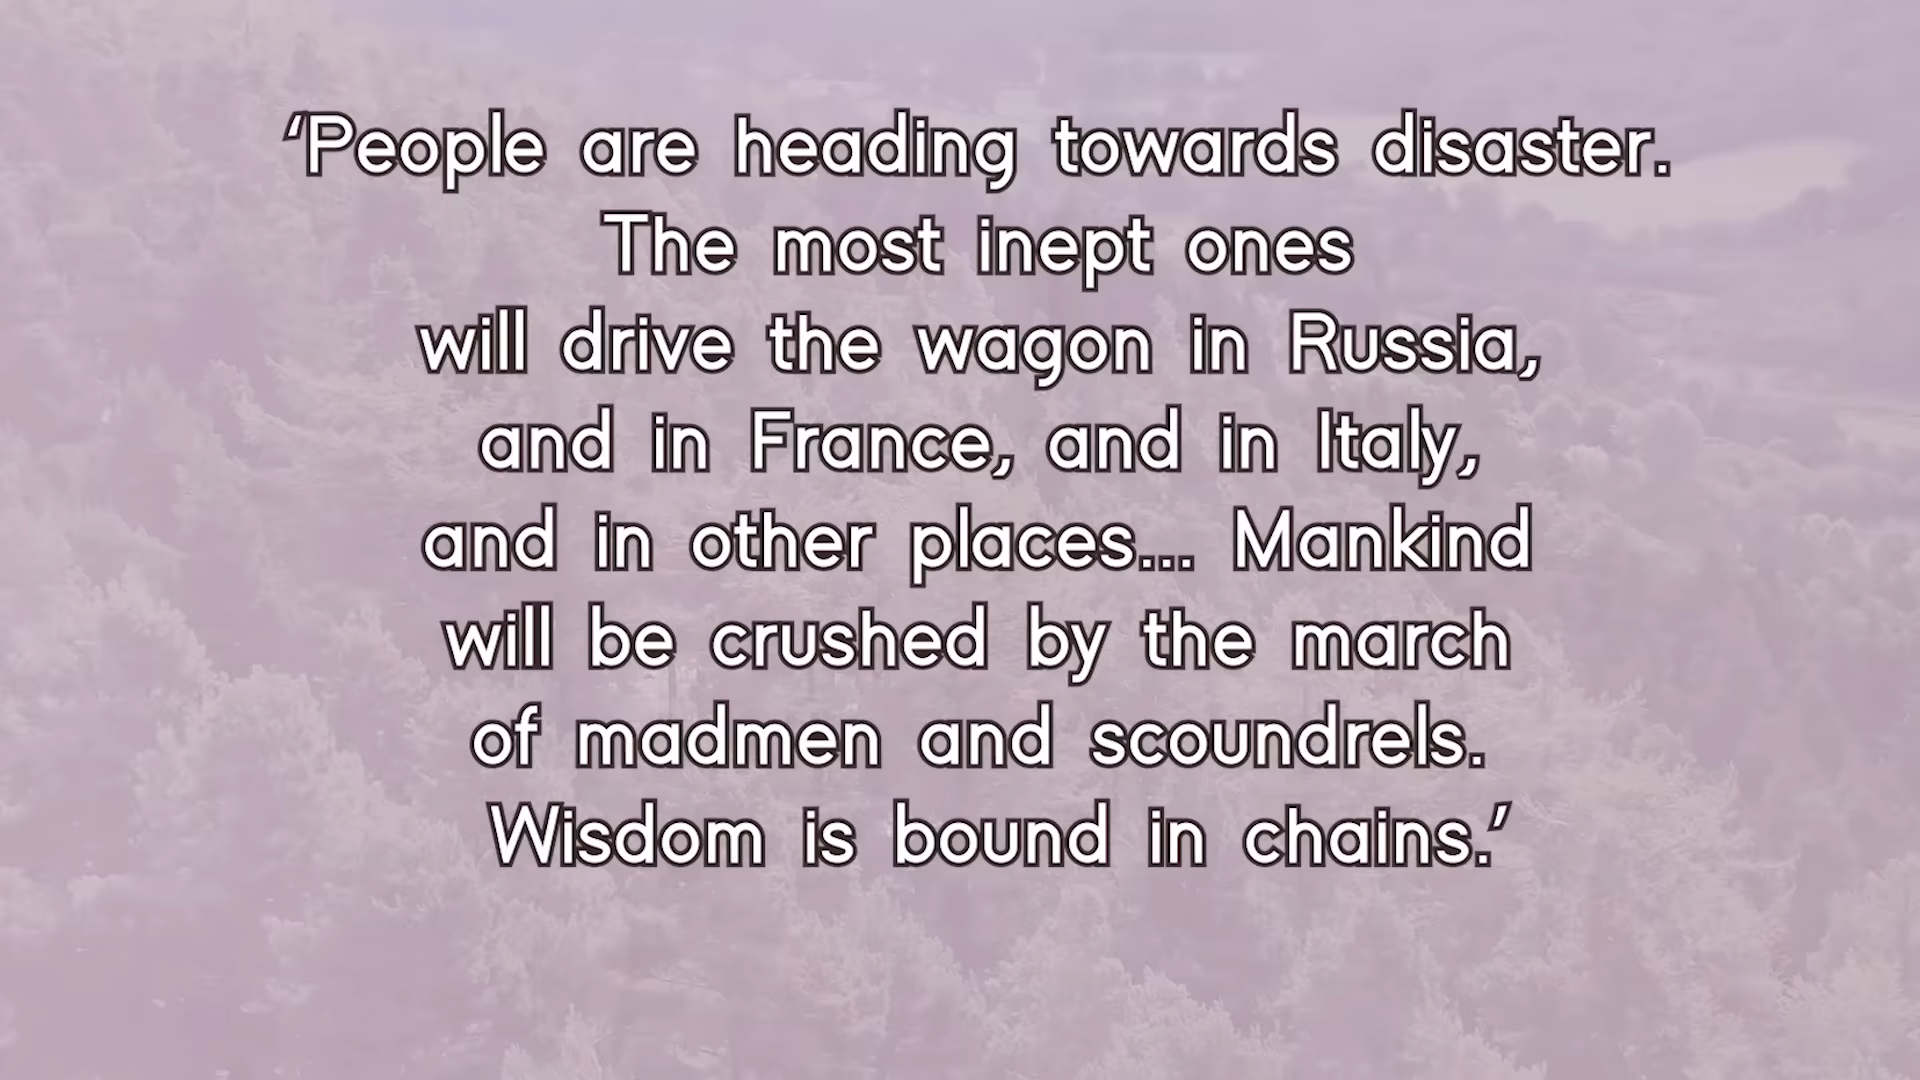 ‘People are heading towards disaster.
The most inept ones
will drive the wagon in Russia,
and in France, and in Italy,
and in other places... Mankind
will be crushed by the march
of madmen and scoundrels.
Wisdom is bound in chains.’